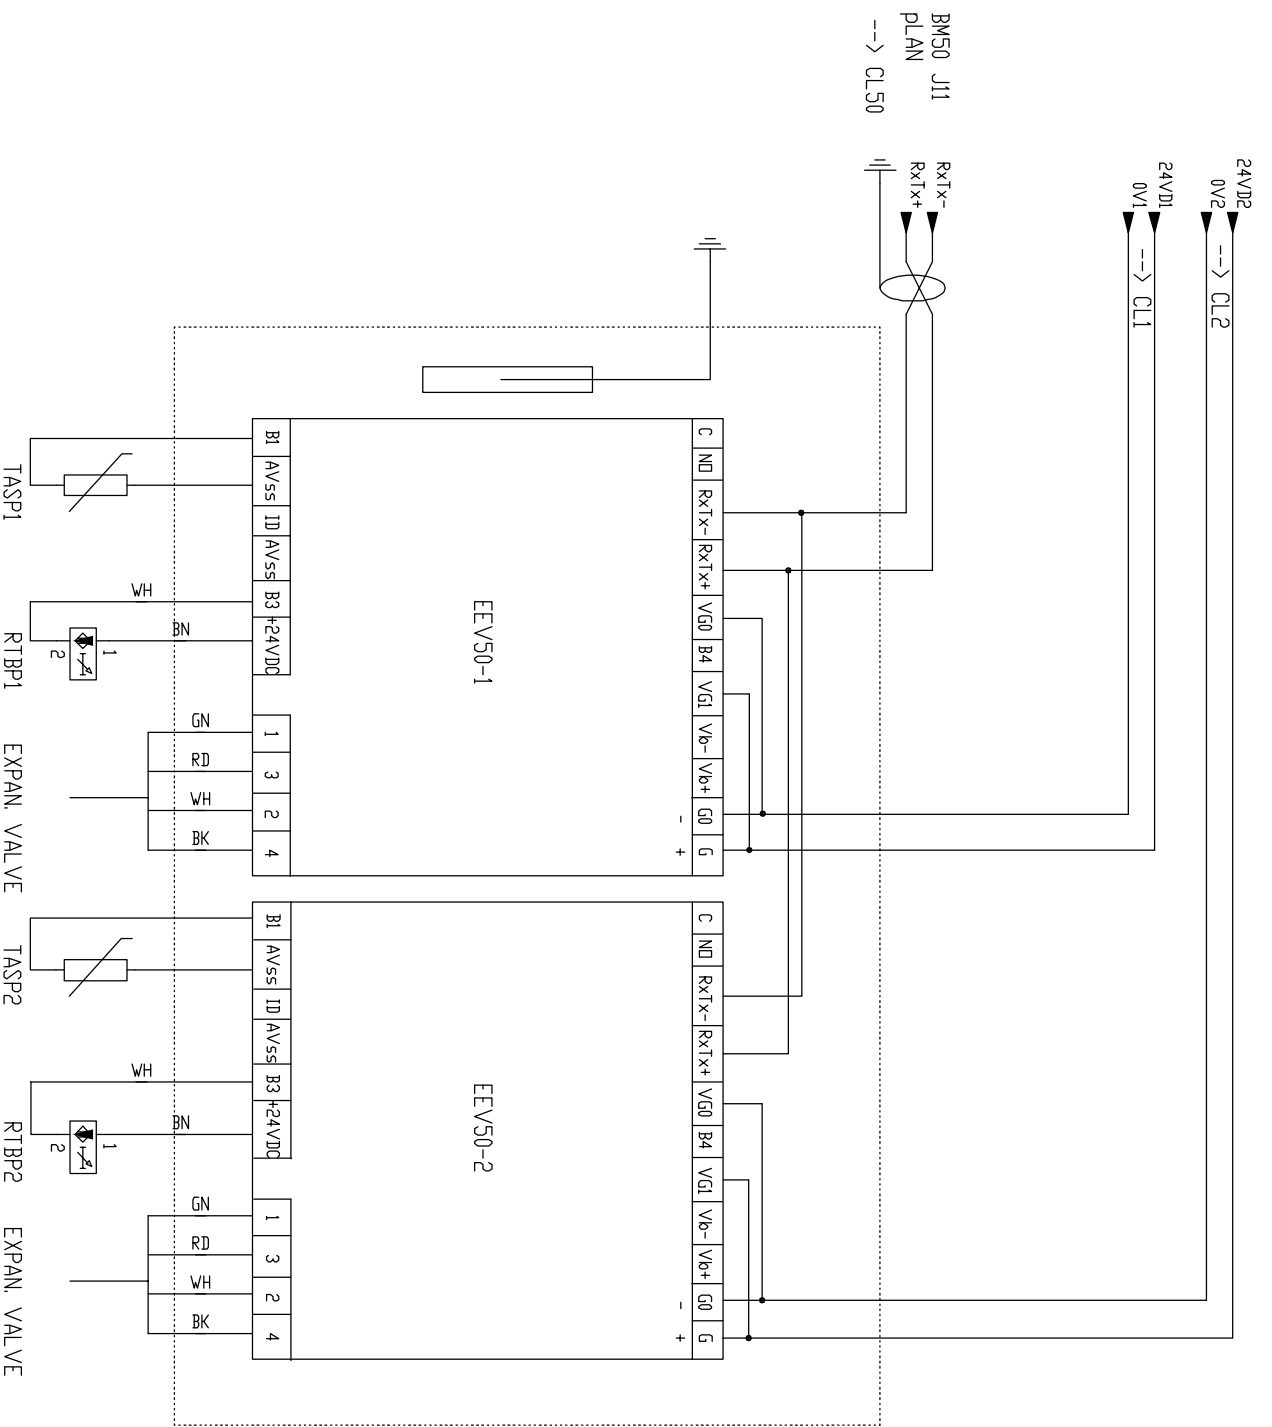 24VD2
0V2
--> CL2
24VD1
0V1
--> CL1
BM50 J11
pLAN
--> CL50
RxTx-
RxTx+
C
NO
RxTx-
RxTx+
VG0
B4
VG1
Vb-
Vb+
G0
G
-
+
EEV50-1
B1
AVss
ID
AVss
B3
+24VDC
1
3
2
4
WH
BN
1
2
GN
RD
WH
BK
TASP1
RTBP1
EXPAN. VALVE
C
NO
RxTx-
RxTx+
VG0
B4
VG1
Vb-
Vb+
G0
G
-
+
EEV50-2
B1
AVss
ID
AVss
B3
+24VDC
1
3
2
4
WH
BN
1
2
GN
RD
WH
BK
TASP2
RTBP2
EXPAN. VALVE